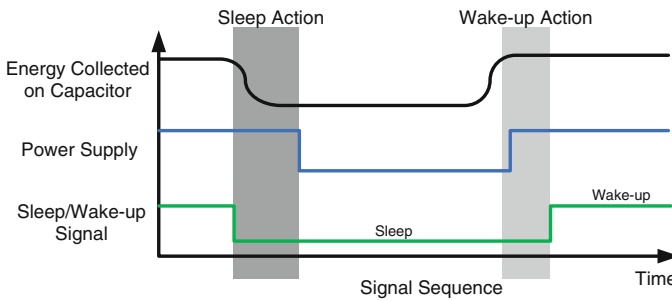 Sleep Action
Wake-up Action
Energy Collected
on Capacitor
Power Supply
Sleep/Wake-up
Signal
Wake-up
Sleep
Time
Signal Sequence